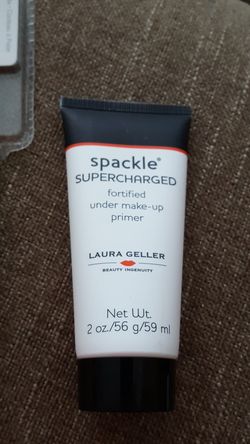 spackle®
SUPERCHARGED
fortified
under make-up
primer
LAURA GELLER
BEAUTY INGENUITY
Net Wt.
2 oz./56 g/59 ml